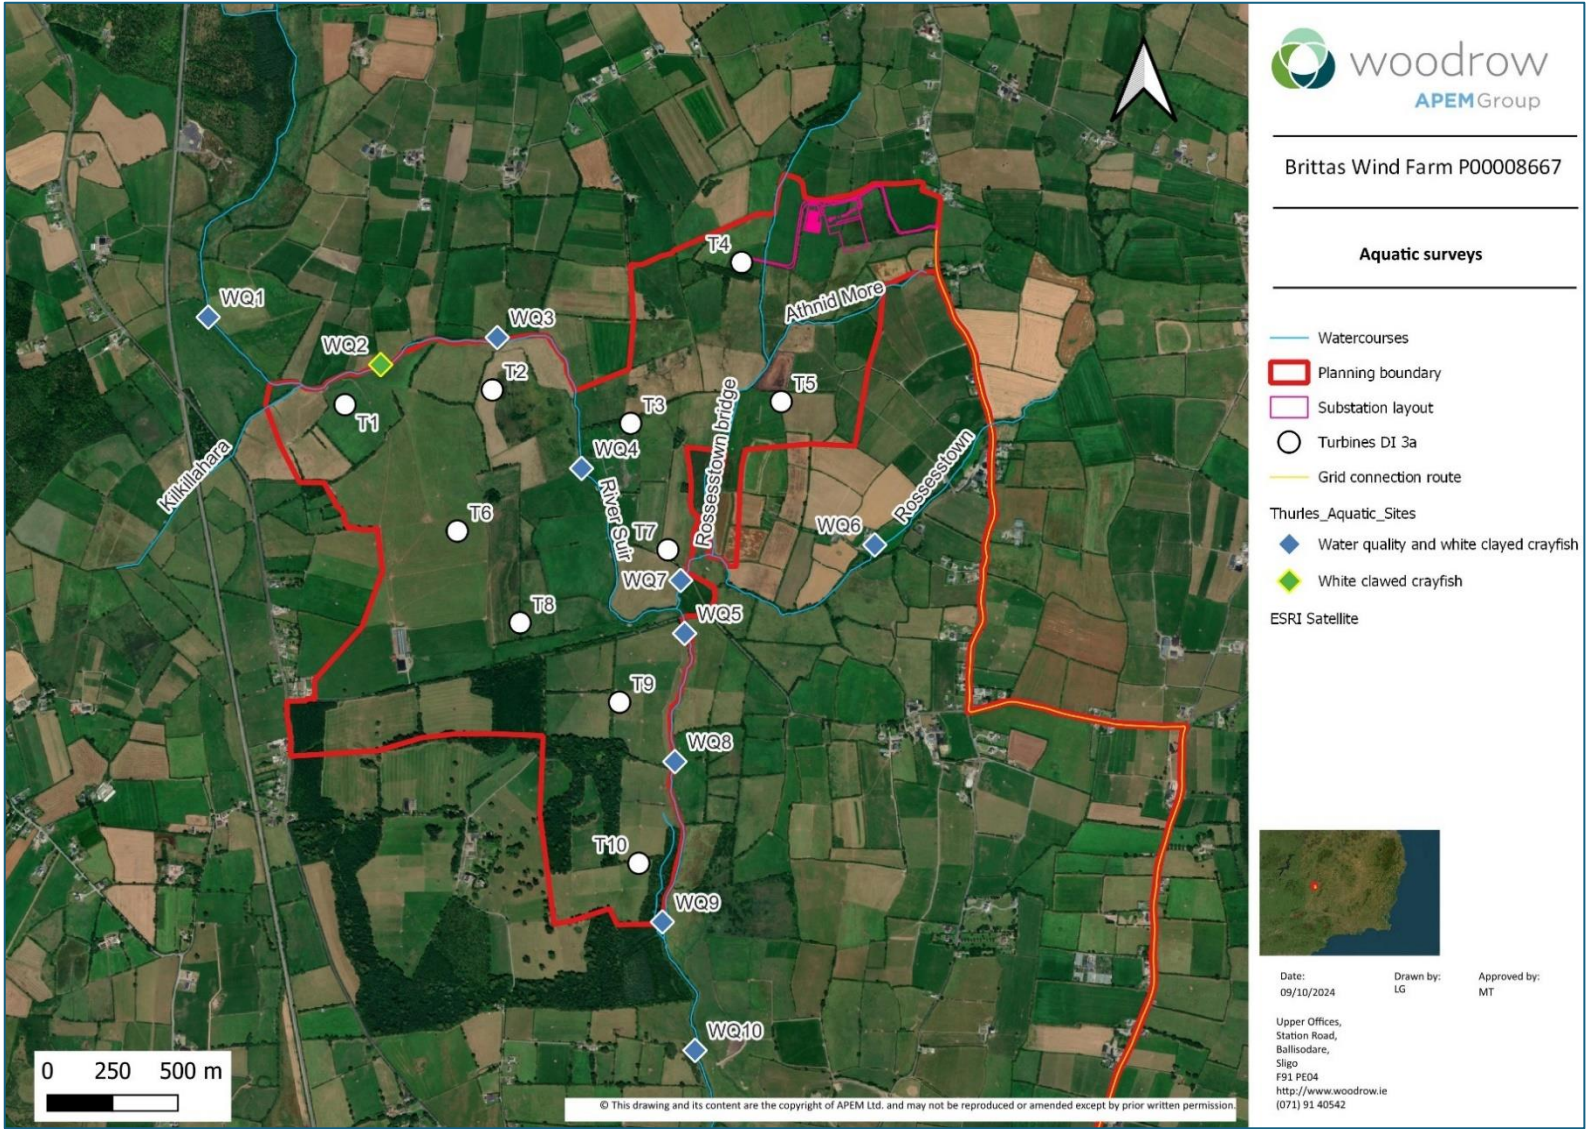 woodrow
APEMGroup
Brittas Wind Farm P00008667
Aquatic surveys
Watercourses
Planning boundary
Substation layout
Turbines DI 3a
Grid connection route
Thurles_Aquatic_Sites
Water quality and white clayed crayfish
White clawed crayfish
ESRI Satellite
Date:
09/10/2024
Drawn by:
LG
Approved by:
MT
Upper Offices,
Station Road,
Ballisodare,
Sligo
F91 PE04
http://www.woodrow.ie
(071) 91 40542
T4
Athnid More
WQ1
WQ2
WQ3
T2
T1
T3
T5
WQ4
Kilkillahara
River Suir
Rossesstown bridge
Rossestown
T6
T7
WQ6
WQ7
T8
WQ5
T9
WQ8
T10
WQ9
WQ10
0 250 500 m
© This drawing and its content are the copyright of APEM Ltd. and may not be reproduced or amended except by prior written permission.